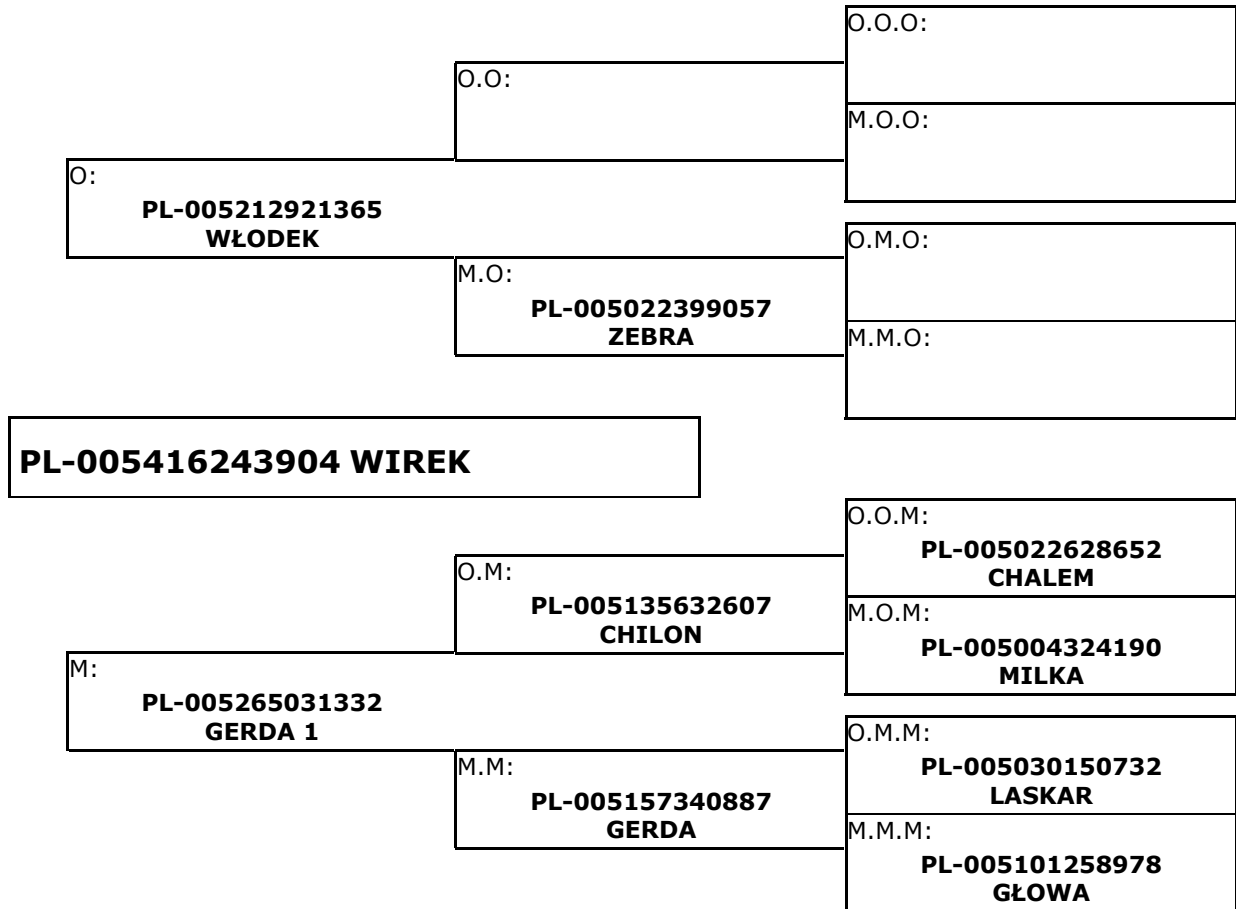 O.O.O:
O.O:
M.O.O:
O:
PL-005212921365
WŁODEK
O.M.O:
M.O:
PL-005022399057
ZEBRA
M.M.O:
PL-005416243904 WIREK
O.O.M:
PL-005022628652
CHALEM
O.M:
PL-005135632607
CHILON
M.O.M:
PL-005004324190
MILKA
M:
PL-005265031332
GERDA 1
O.M.M:
PL-005030150732
LASKAR
M.M:
PL-005157340887
GERDA
M.M.M:
PL-005101258978
GŁOWA